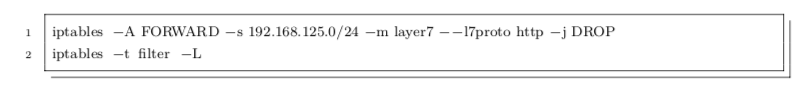 1 iptables −A FORWARD −s 192.168.125.0/24 −m layer7 −−l7proto http −j DROP
2 iptables −t filter −L